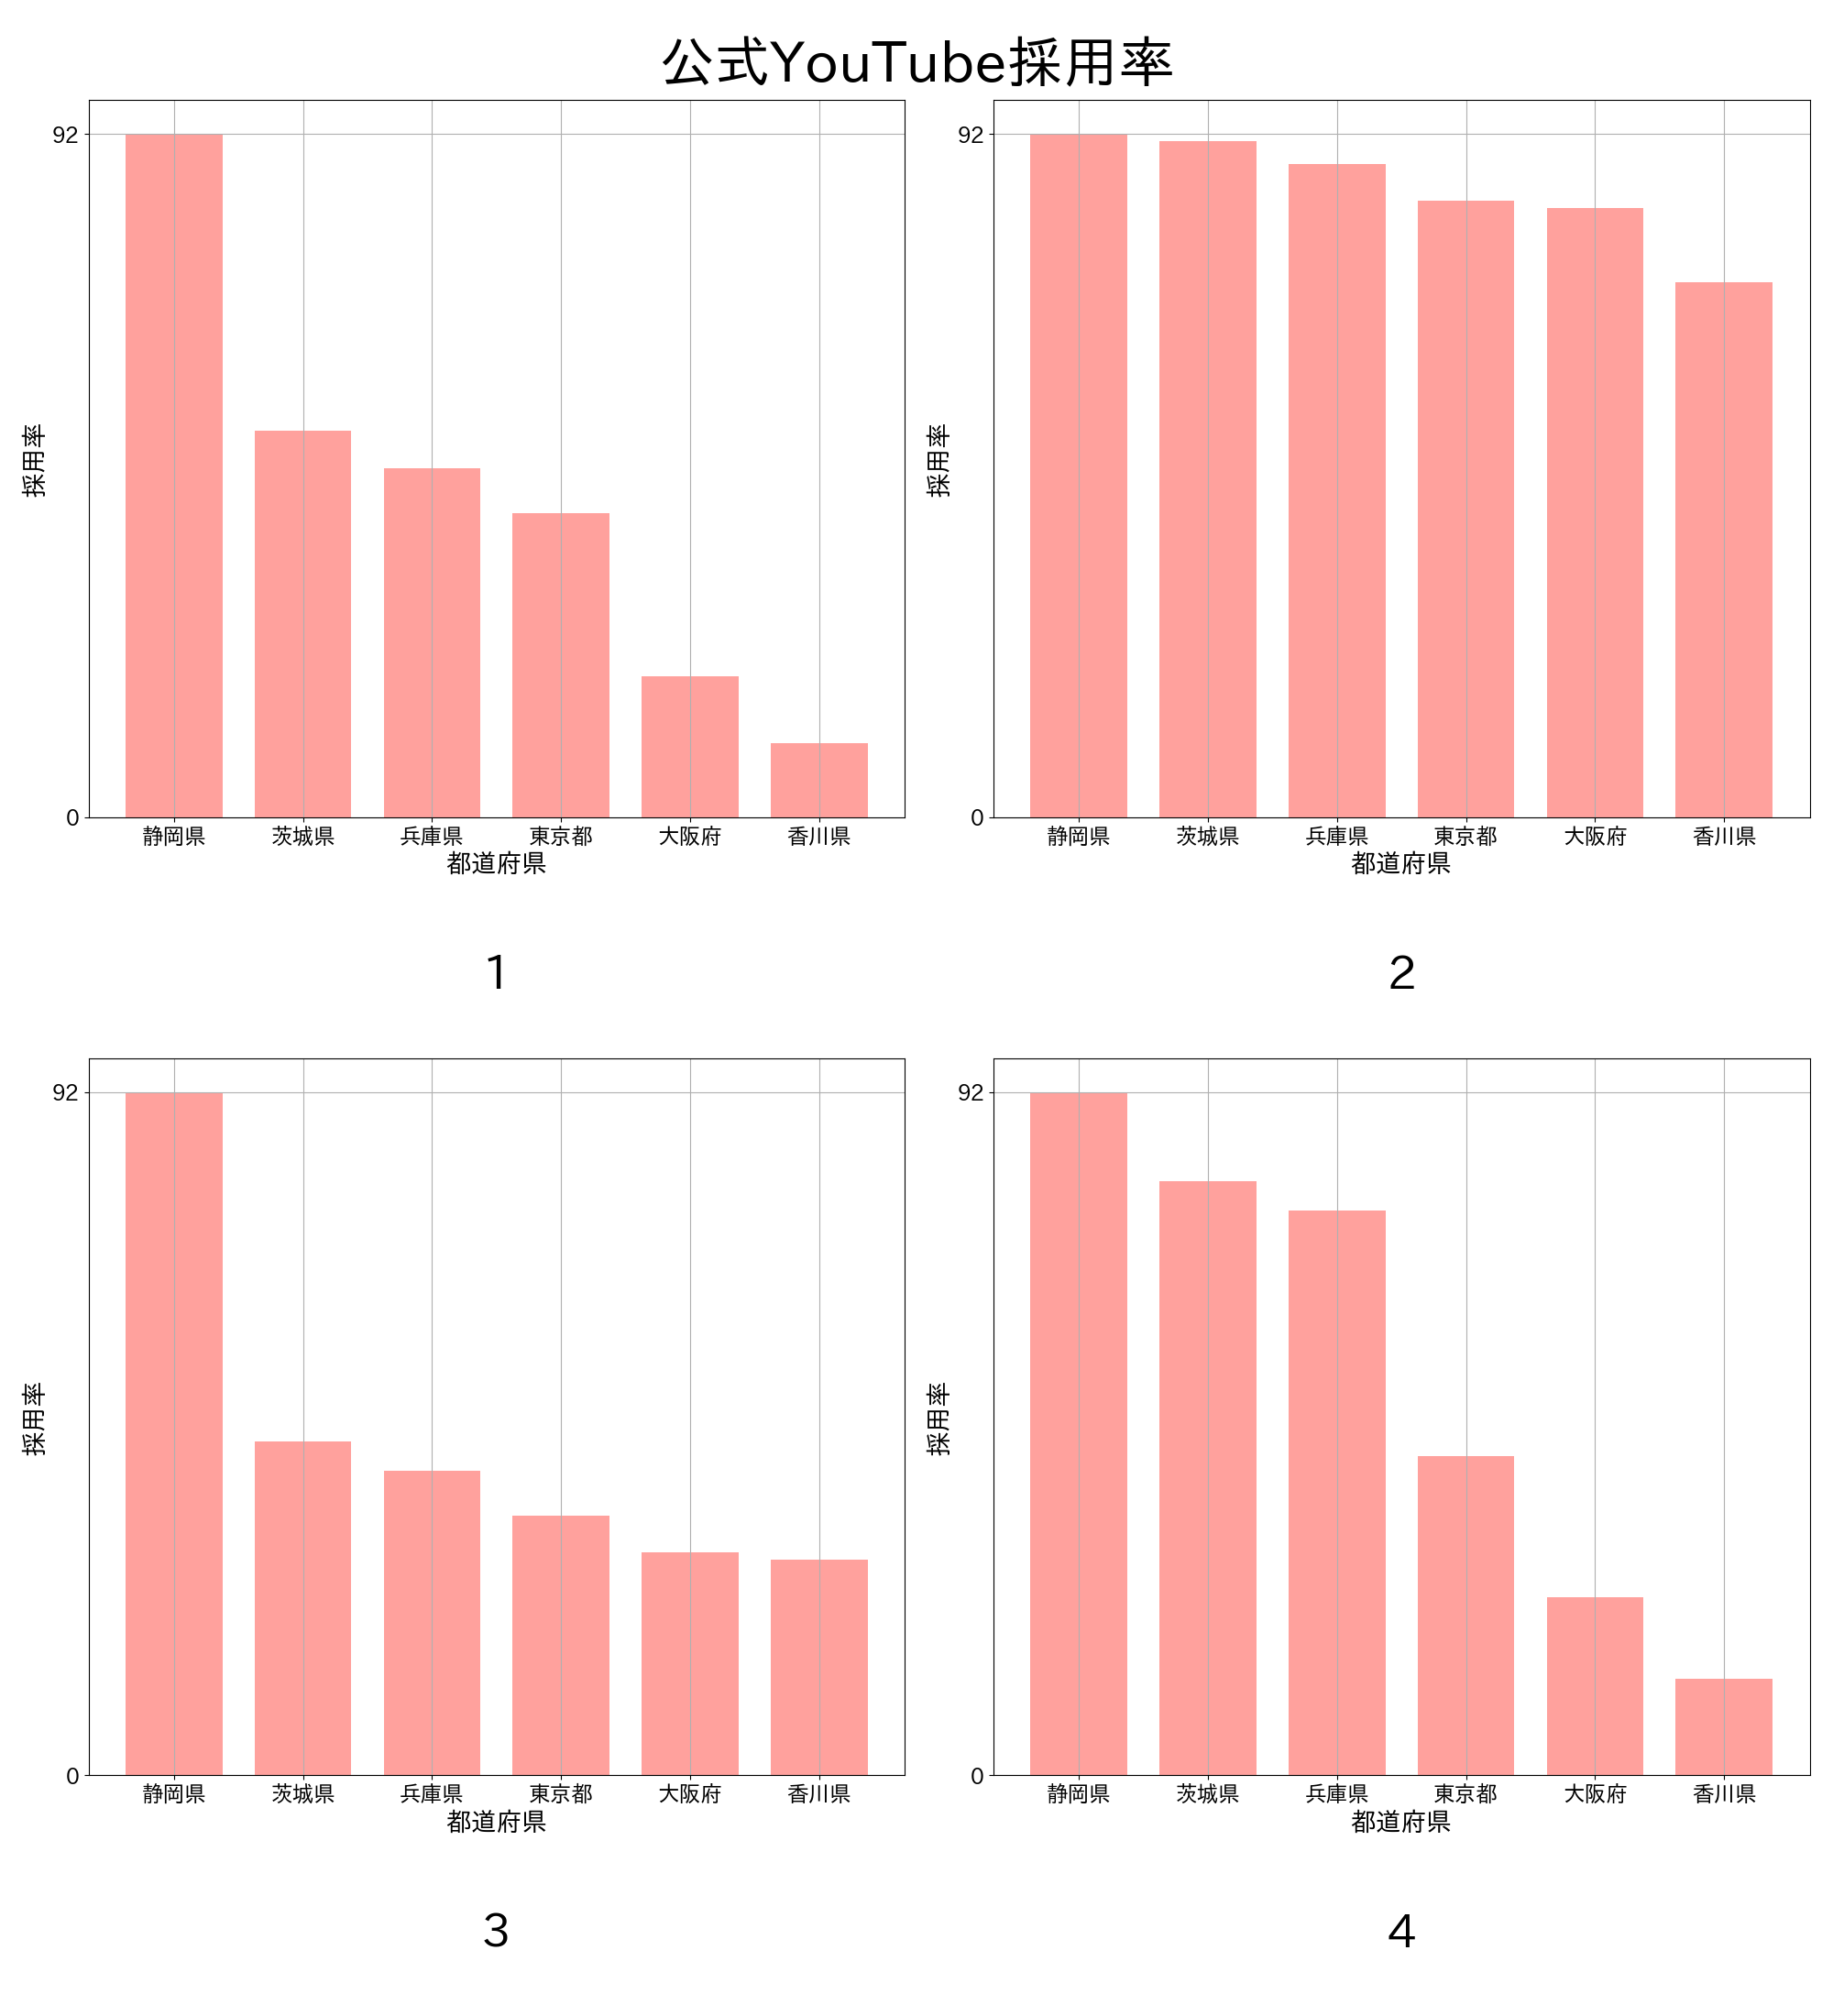 公式YouTube採用率
92
採用率
0
静岡県 茨城県 兵庫県 東京都 大阪府 香川県
都道府県
1
92
採用率
0
静岡県 茨城県 兵庫県 東京都 大阪府 香川県
都道府県
2
92
採用率
0
静岡県 茨城県 兵庫県 東京都 大阪府 香川県
都道府県
3
92
採用率
0
静岡県 茨城県 兵庫県 東京都 大阪府 香川県
都道府県
4